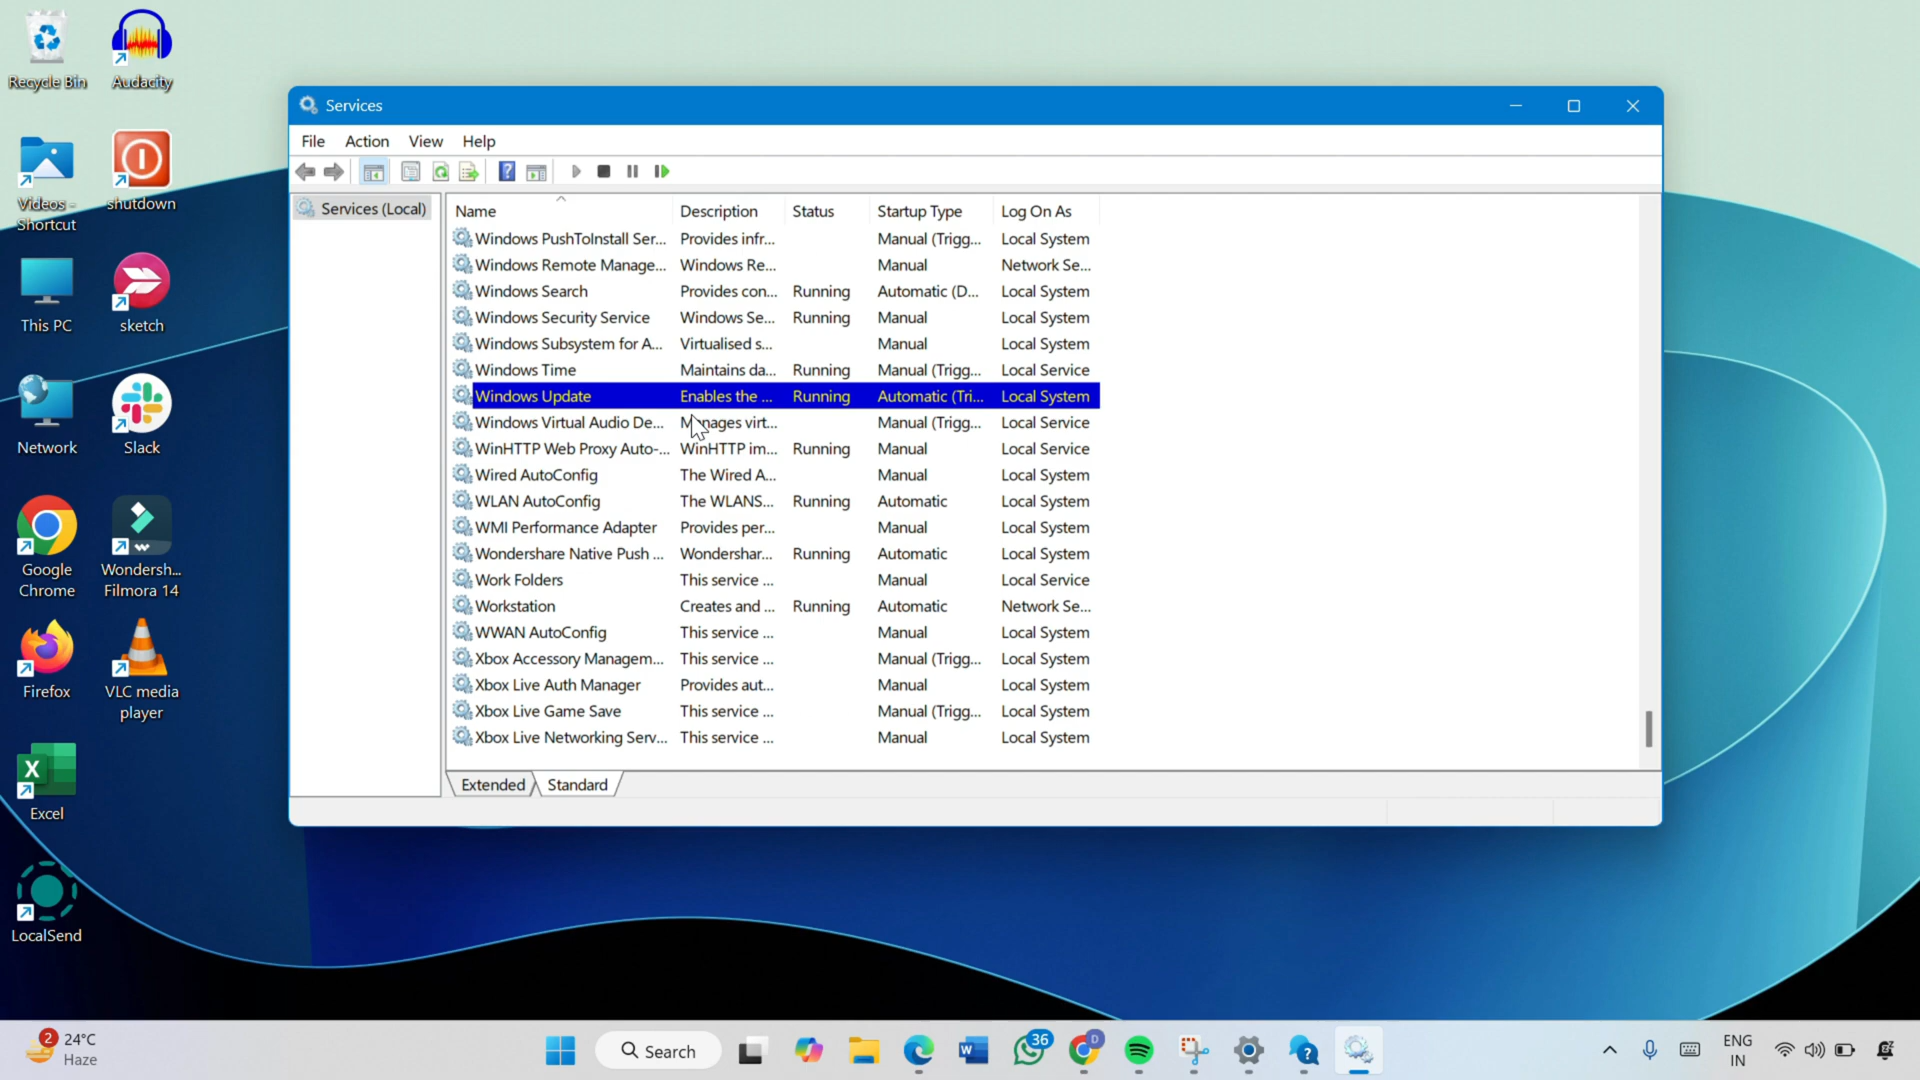 Recycle Bin
Audacity
Videos -
Shortcut
shutdown
This PC
sketch
Network
Slack
Google
Chrome
Wondersh...
Filmora 14
Firefox
VLC media
player
Excel
LocalSend
Services
File Action View Help
Services (Local)
Name Description Status Startup Type Log On As
Windows PushToInstall Ser... Provides infr... Manual (Trigg... Local System
Windows Remote Manage... Windows Re... Manual Network Se...
Windows Search Provides con... Running Automatic (D... Local System
Windows Security Service Windows Se... Running Manual Local System
Windows Subsystem for A... Virtualised s... Manual Local System
Windows Time Maintains da... Running Manual (Trigg... Local Service
Windows Update Enables the ... Running Automatic (Tri... Local System
Windows Virtual Audio De... Manages virt... Manual (Trigg... Local Service
WinHTTP Web Proxy Auto-... WinHTTP im... Running Manual Local Service
Wired AutoConfig The Wired A... Manual Local System
WLAN AutoConfig The WLANS... Running Automatic Local System
WMI Performance Adapter Provides per... Manual Local System
Wondershare Native Push ... Wondershar... Running Automatic Local System
Work Folders This service ... Manual Local Service
Workstation Creates and ... Running Automatic Network Se...
WWAN AutoConfig This service ... Manual Local System
Xbox Accessory Managem... This service ... Manual (Trigg... Local System
Xbox Live Auth Manager Provides aut... Manual Local System
Xbox Live Game Save This service ... Manual (Trigg... Local System
Xbox Live Networking Serv... This service ... Manual Local System
Extended Standard
2
24°C
Haze
Search
36
D
ENG
IN